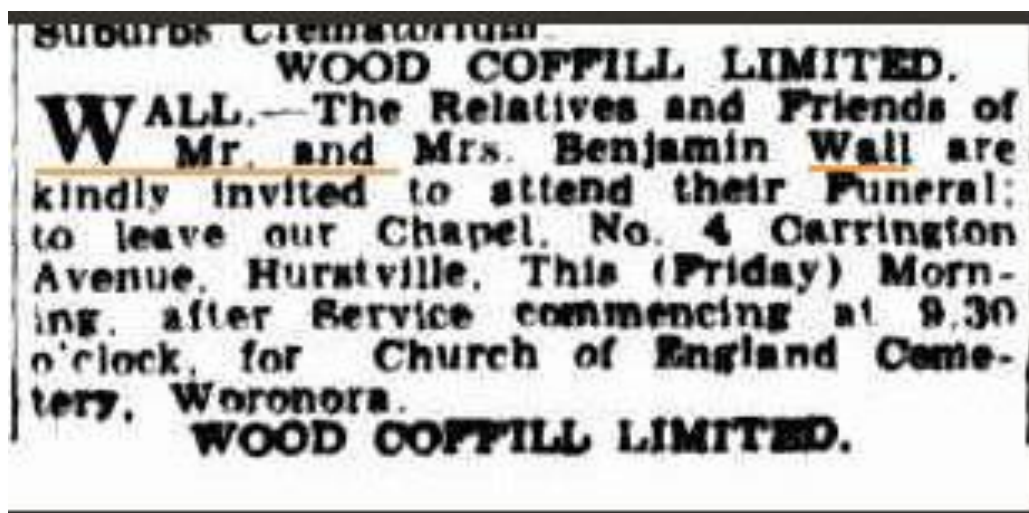 Suburbs Crematorium.
WOOD COFFILL LIMITED.
WALL.—The Relatives and Friends of
Mr. and Mrs. Benjamin Wall are
kindly invited to attend their Funeral;
to leave our Chapel, No. 4 Carrington
Avenue, Hurstville, This (Friday) Morn-
ing, after Service commencing at 9.30
o'clock, for Church of England Ceme-
tery, Woronora.
WOOD COFFILL LIMITED.